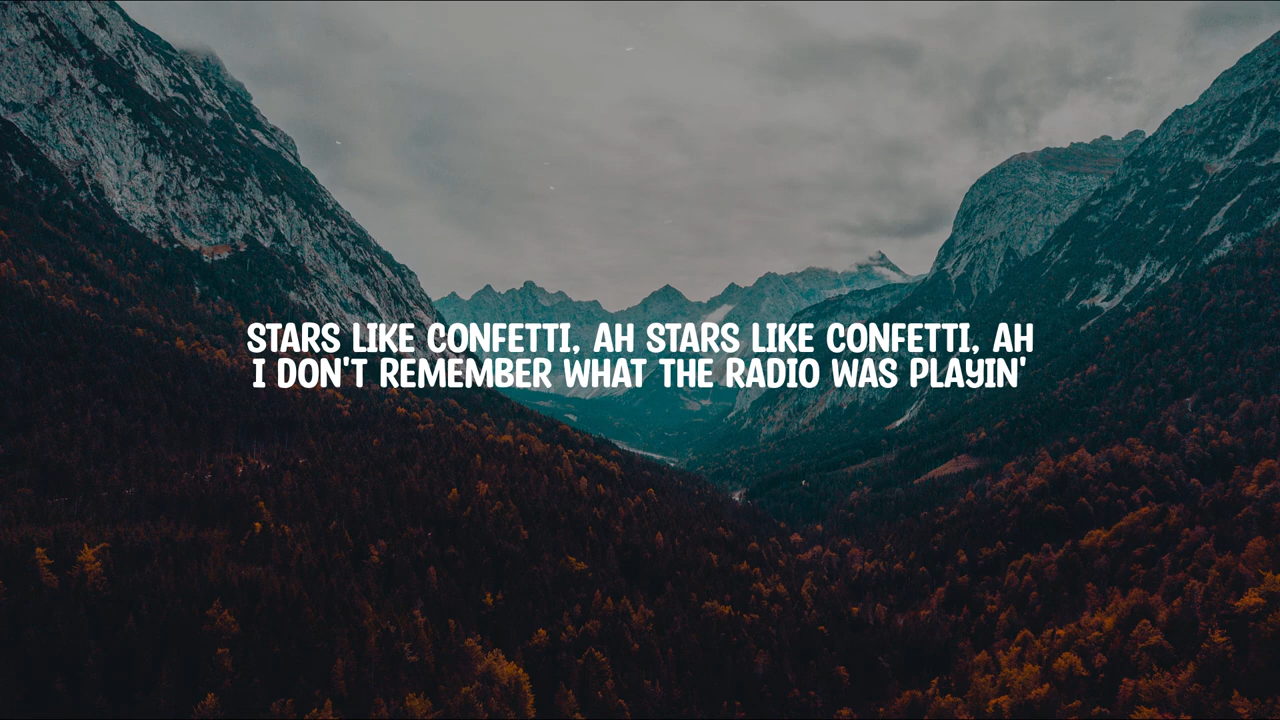 STARS LIKE CONFETTI, AH STARS LIKE CONFETTI, AH
I DON'T REMEMBER WHAT THE RADIO WAS PLAYIN'